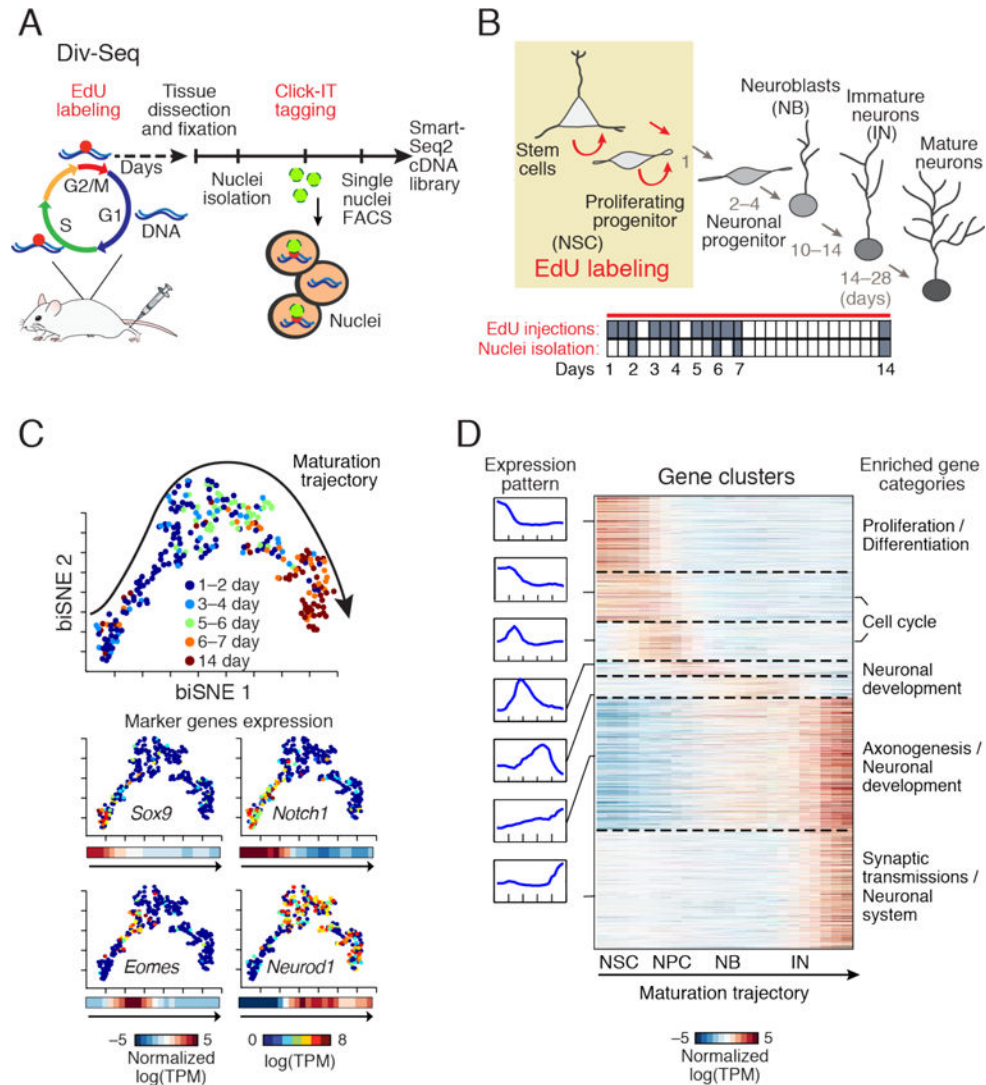 A
Div-Seq
EdU
labeling
Tissue
dissection
and fixation
Click-IT
tagging
Days
Smart-
Seq2
cDNA
library
G2/M
S
G1
DNA
Nuclei
isolation
Single
nuclei
FACS
Nuclei
B
Stem
cells
1
Proliferating
progenitor
(NSC)
EdU labeling
Neuroblasts
(NB)
Immature
neurons
(IN)
Mature
neurons
2–4
Neuronal
progenitor
10–14
14–28
(days)
EdU injections:
Nuclei isolation:
Days 1 2 3 4 5 6 7 14
C
Maturation
trajectory
biSNE 2
1–2 day
3–4 day
5–6 day
6–7 day
14 day
biSNE 1
Marker genes expression
Sox9
Notch1
Eomes
Neurod1
−5 5
Normalized
log(TPM)
0 8
log(TPM)
D
Expression
pattern
Gene clusters
Enriched gene
categories
Proliferation /
Differentiation
Cell cycle
Neuronal
development
Axonogenesis /
Neuronal
development
Synaptic
transmissions /
Neuronal
system
NSC NPC NB IN
Maturation trajectory
−5 5
Normalized
log(TPM)